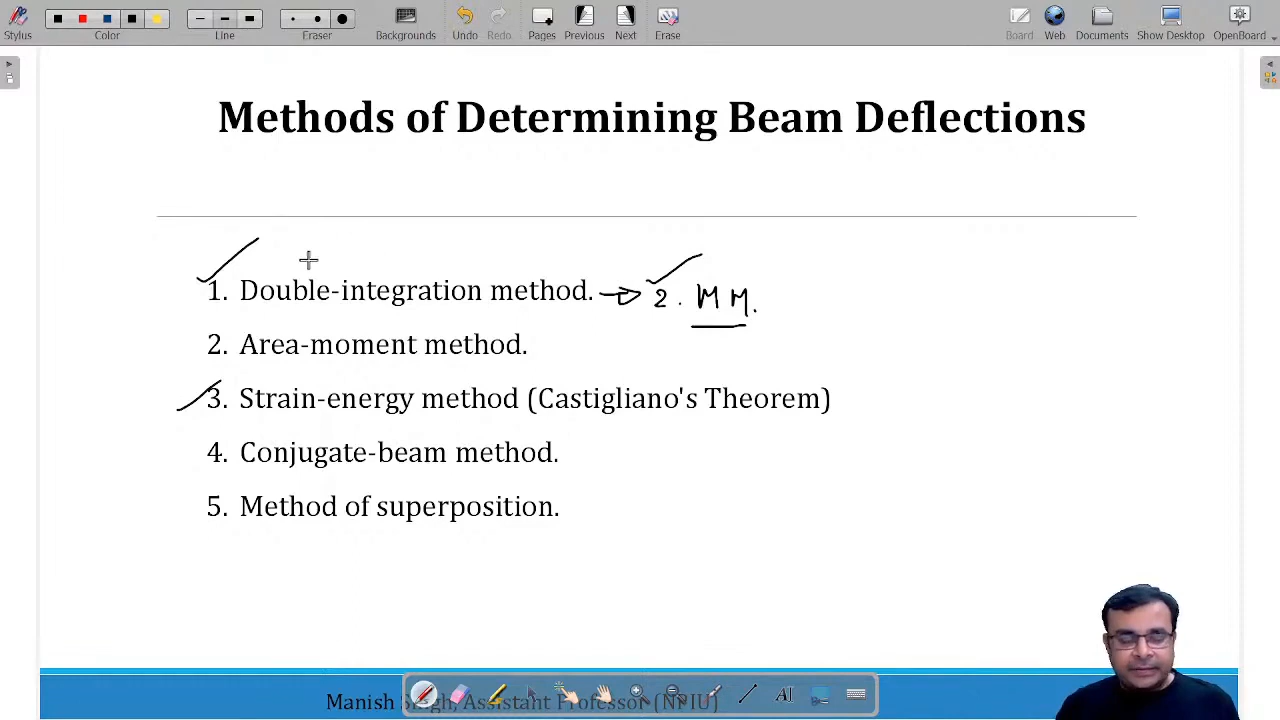 Stylus Color Line Eraser Backgrounds Undo Redo Pages Previous Next Erase Board Web Documents Show Desktop OpenBoard
Methods of Determining Beam Deflections
1. Double-integration method. 2. M M.
2. Area-moment method.
3. Strain-energy method (Castigliano's Theorem)
4. Conjugate-beam method.
5. Method of superposition.
Manish Singh, Assistant Professor (NPIU)